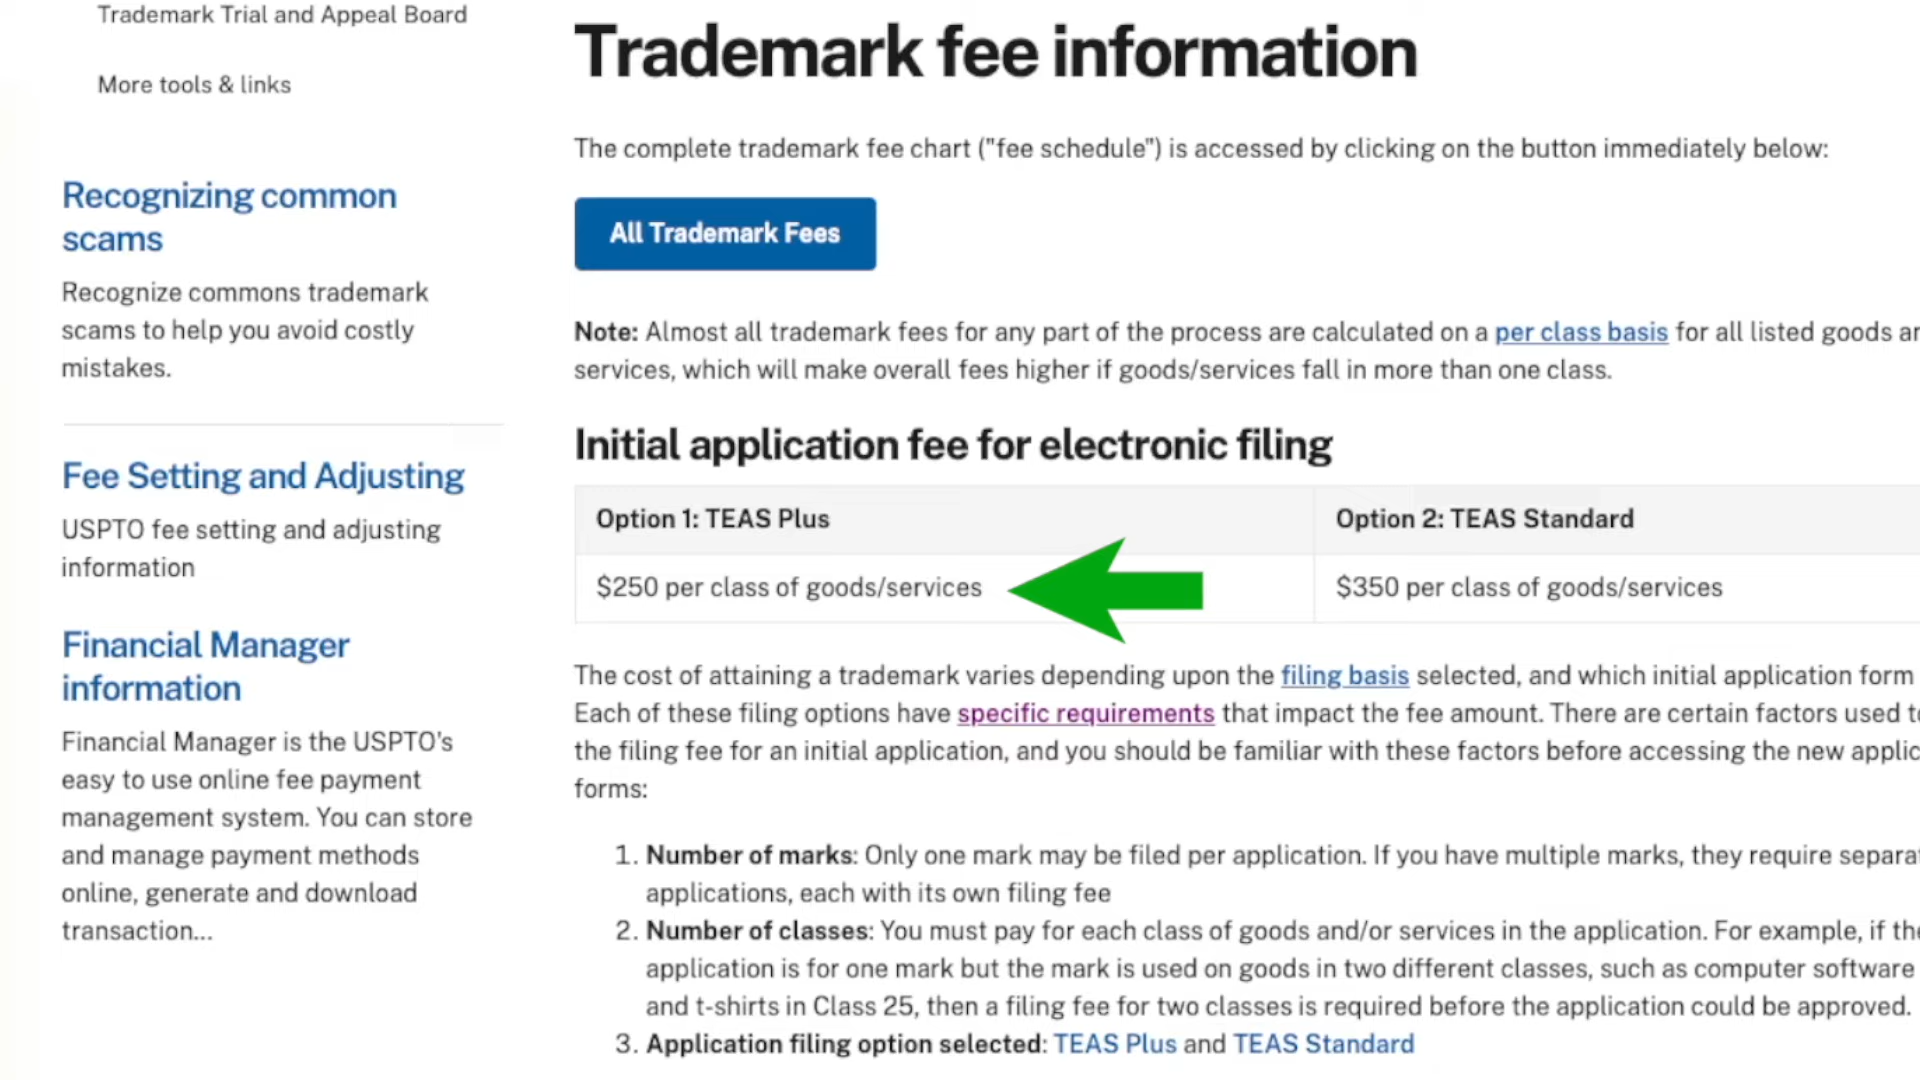 Trademark Trial and Appeal Board
More tools & links
Recognizing common
scams
Recognize commons trademark
scams to help you avoid costly
mistakes.
Fee Setting and Adjusting
USPTO fee setting and adjusting
information
Financial Manager
information
Financial Manager is the USPTO's
easy to use online fee payment
management system. You can store
and manage payment methods
online, generate and download
transaction...
Trademark fee information
The complete trademark fee chart ("fee schedule") is accessed by clicking on the button immediately below:
All Trademark Fees
Note: Almost all trademark fees for any part of the process are calculated on a per class basis for all listed goods
services, which will make overall fees higher if goods/services fall in more than one class.
Initial application fee for electronic filing
Option 1: TEAS Plus
Option 2: TEAS Standard
$250 per class of goods/services
$350 per class of goods/services
The cost of attaining a trademark varies depending upon the filing basis selected, and which initial application form
Each of these filing options have specific requirements that impact the fee amount. There are certain factors used
the filing fee for an initial application, and you should be familiar with these factors before accessing the new
forms:
1. Number of marks: Only one mark may be filed per application. If you have multiple marks, they require
applications, each with its own filing fee
2. Number of classes: You must pay for each class of goods and/or services in the application. For example, if
application is for one mark but the mark is used on goods in two different classes, such as computer software
and t-shirts in Class 25, then a filing fee for two classes is required before the application could be approved.
3. Application filing option selected: TEAS Plus and TEAS Standard